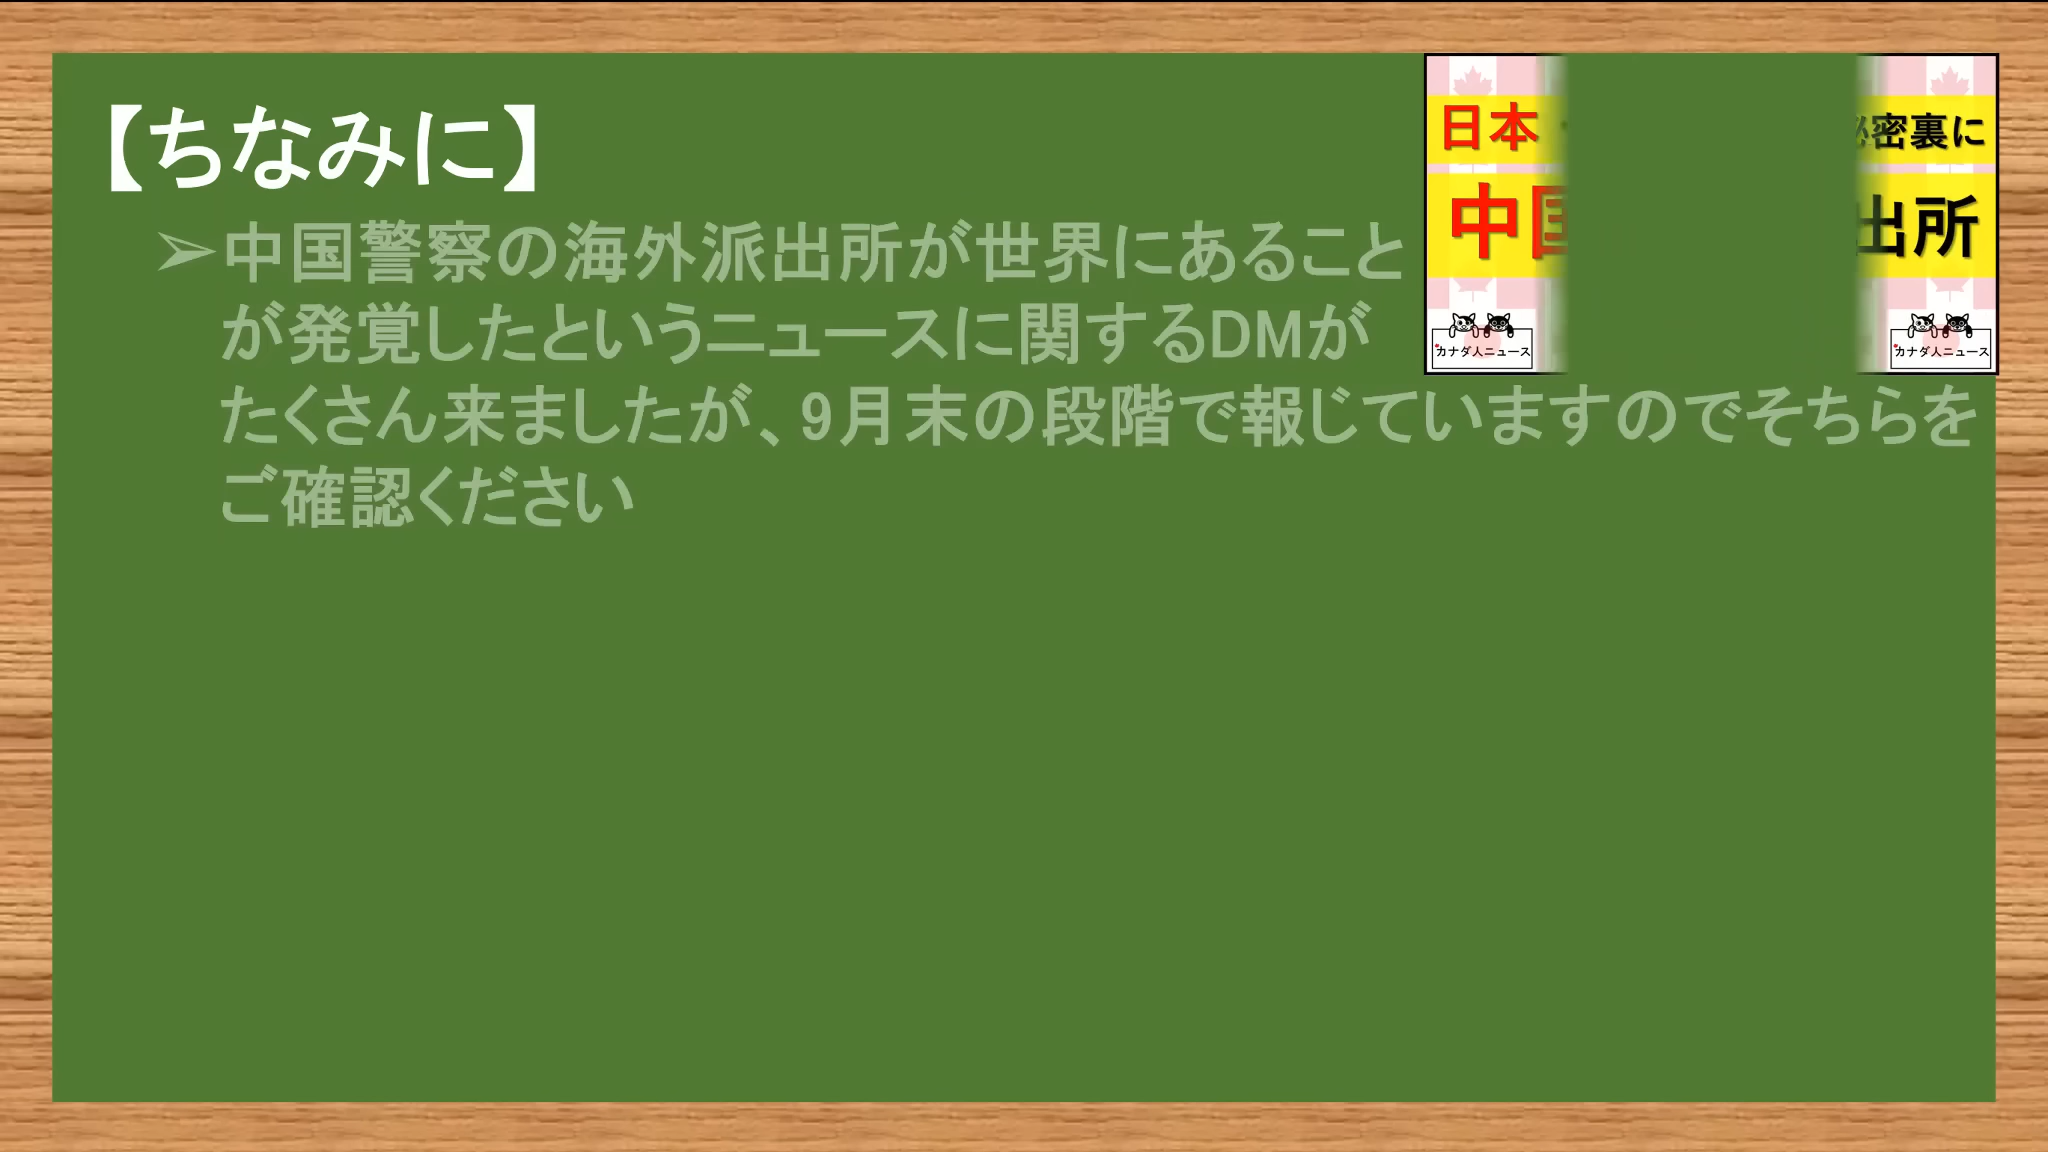 【ちなみに】
➢中国警察の海外派出所が世界にあること
が発覚したというニュースに関するDMが
たくさん来ましたが、9月末の段階で報じていますのでそちらを
ご確認ください
日本
密裏に
中国
出所
カナダ人ニュース
カナダ人ニュース